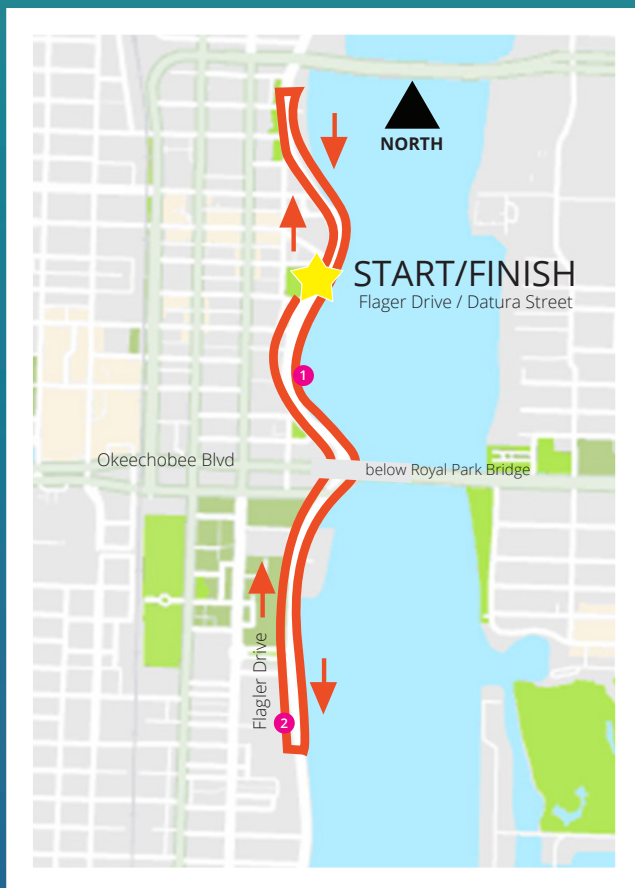 NORTH
START/FINISH
Flager Drive / Datura Street
1
Okeechobee Blvd
below Royal Park Bridge
Flagler Drive
2